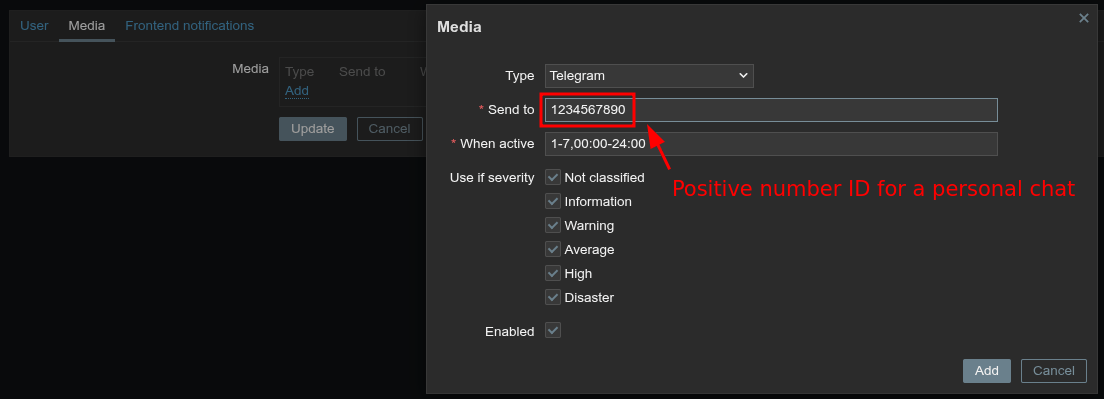 User Media Frontend notifications
Media
Type Send to W
Add
Update Cancel
Media
Type Telegram
* Send to 1234567890
* When active 1-7,00:00-24:00
Use if severity Not classified
Positive number ID for a personal chat
Information
Warning
Average
High
Disaster
Enabled
Add Cancel